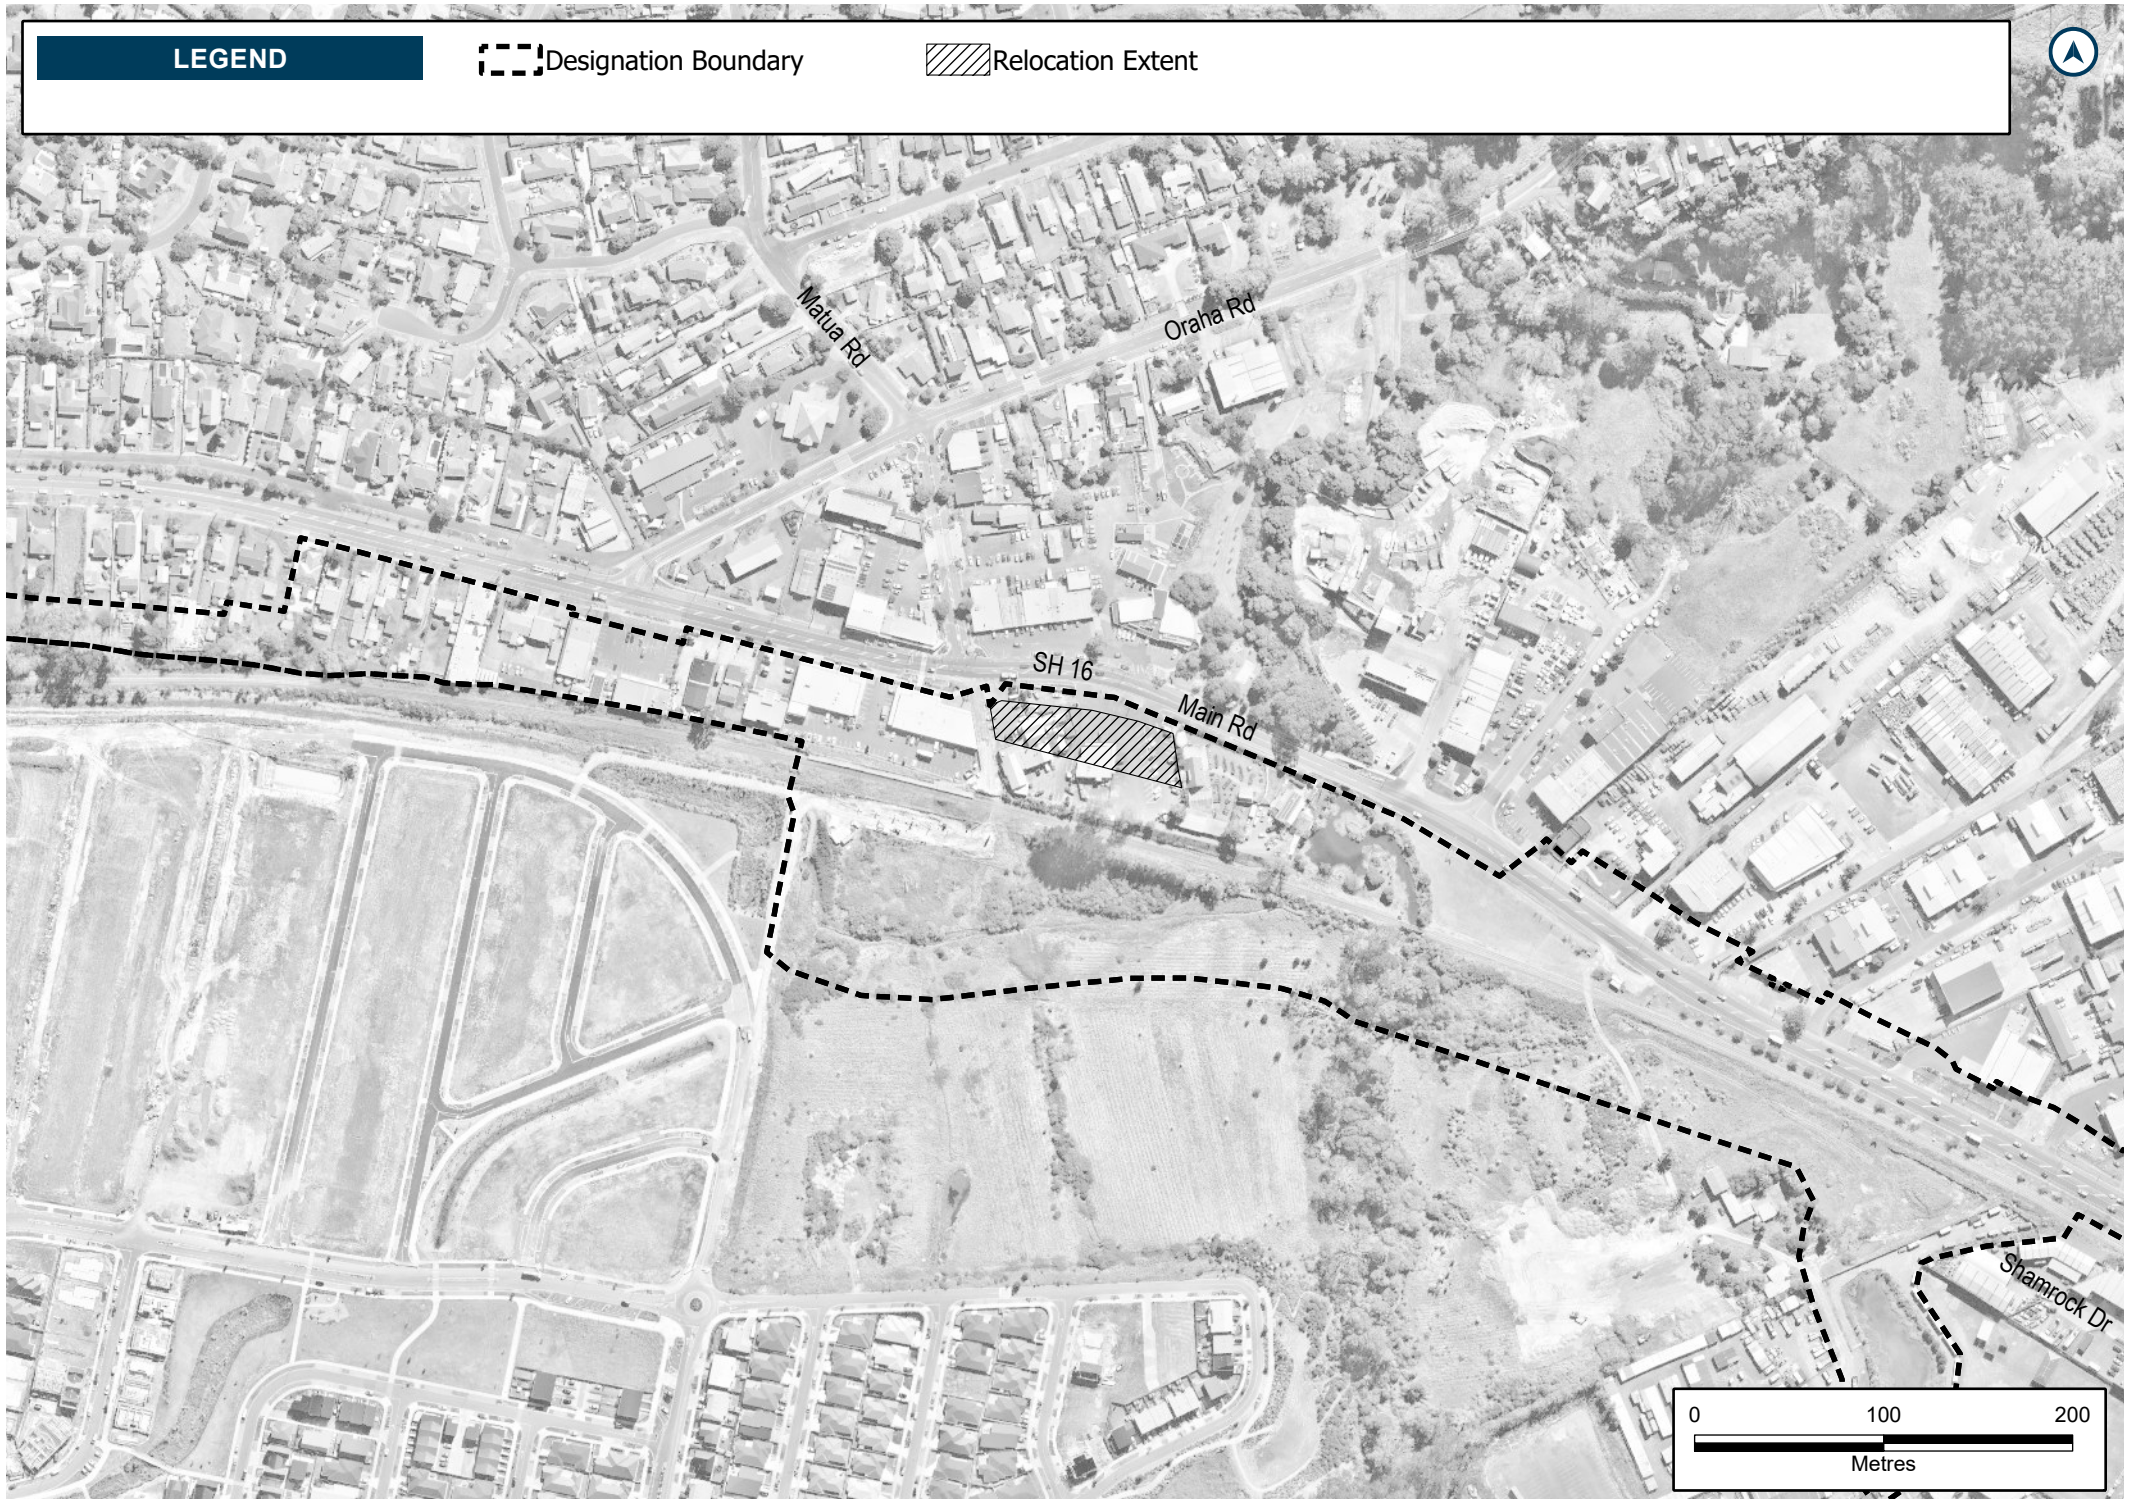 LEGEND
Designation Boundary
Relocation Extent
Matua Rd
Oraha Rd
SH 16
Main Rd
Shamrock Dr
0 100 200
Metres